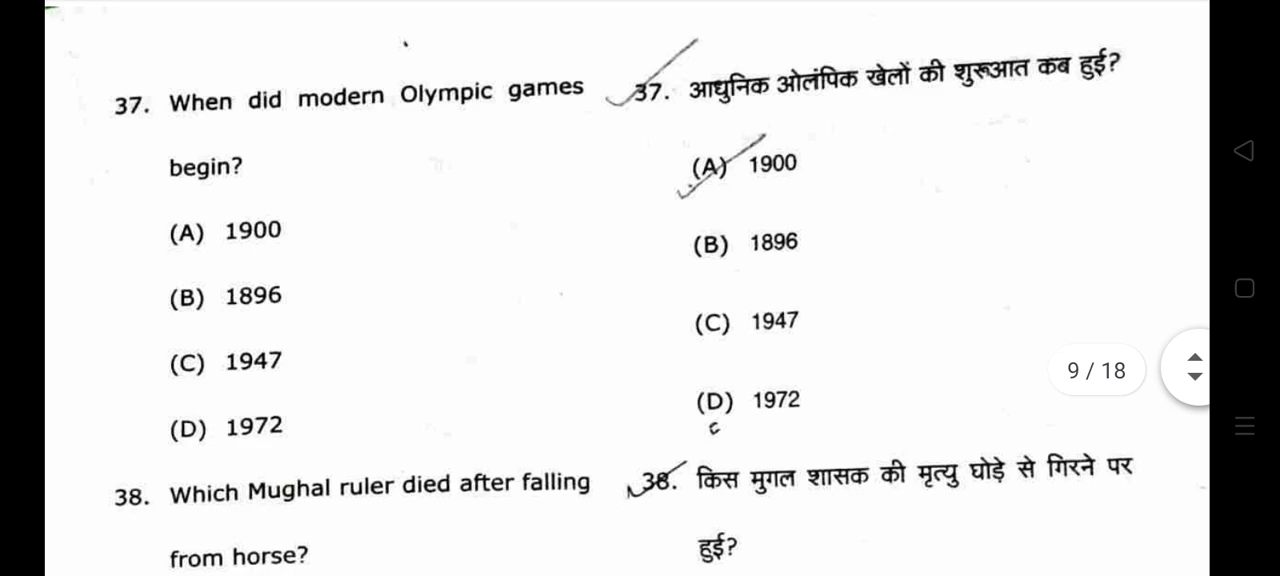 37. When did modern Olympic games
begin?
(A) 1900
(B) 1896
(C) 1947
(D) 1972
38. Which Mughal ruler died after falling
from horse?
37. आधुनिक ओलंपिक खेलों की शुरूआत कब हुई?
(A) 1900
(B) 1896
(C) 1947
(D) 1972
38. किस मुगल शासक की मृत्यु घोड़े से गिरने पर
हुई?
9 / 18